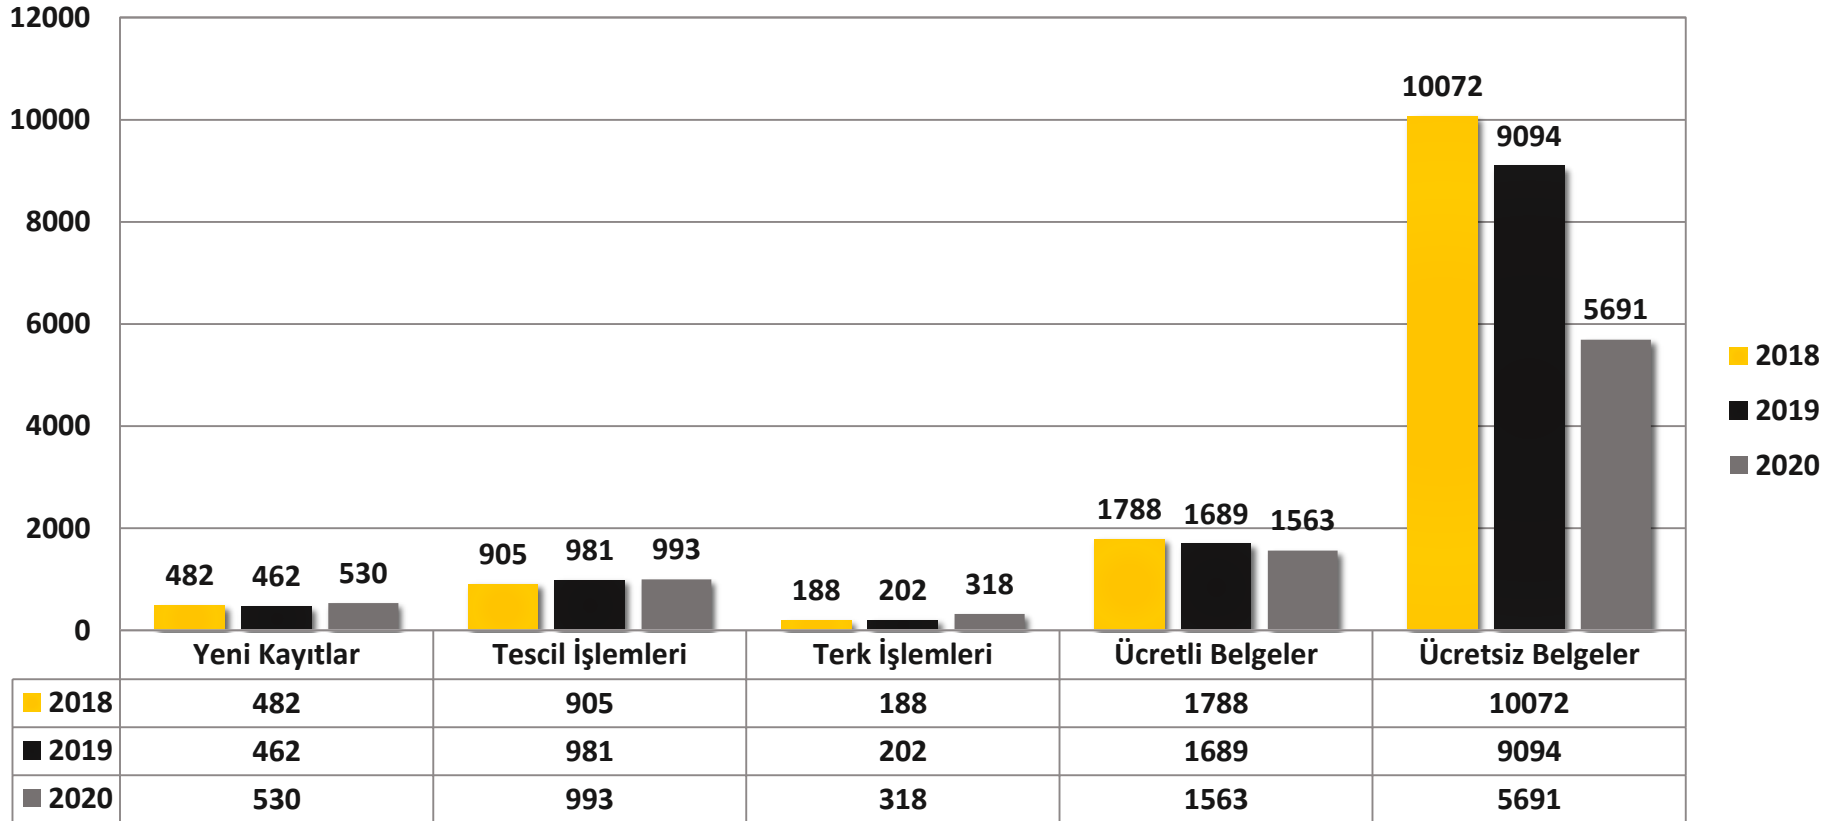 12000
10000
8000
6000
4000
2000
0
482 462 530
905 981 993
188 202 318
1788 1689 1563
10072 9094 5691
2018
2019
2020
Yeni Kayıtlar Tescil İşlemleri Terk İşlemleri Ücretli Belgeler Ücretsiz Belgeler
2018 482 905 188 1788 10072
2019 462 981 202 1689 9094
2020 530 993 318 1563 5691